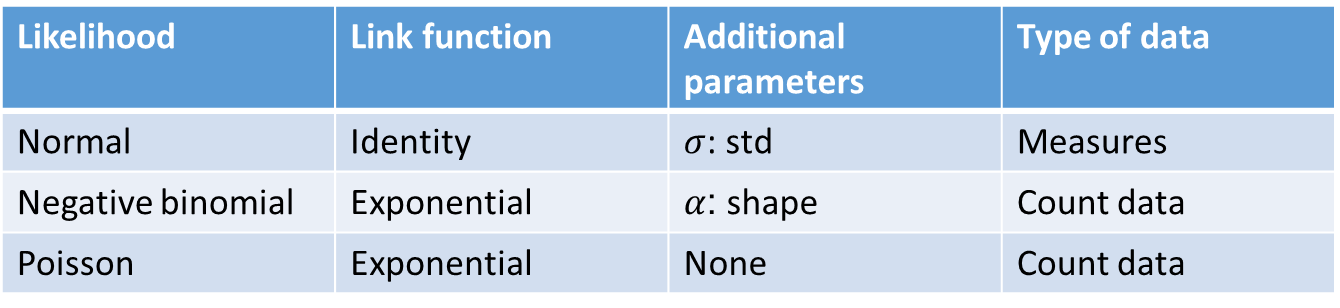 Likelihood Link function Additional parameters Type of data
Normal Identity 𝜎: std Measures
Negative binomial Exponential 𝛼: shape Count data
Poisson Exponential None Count data